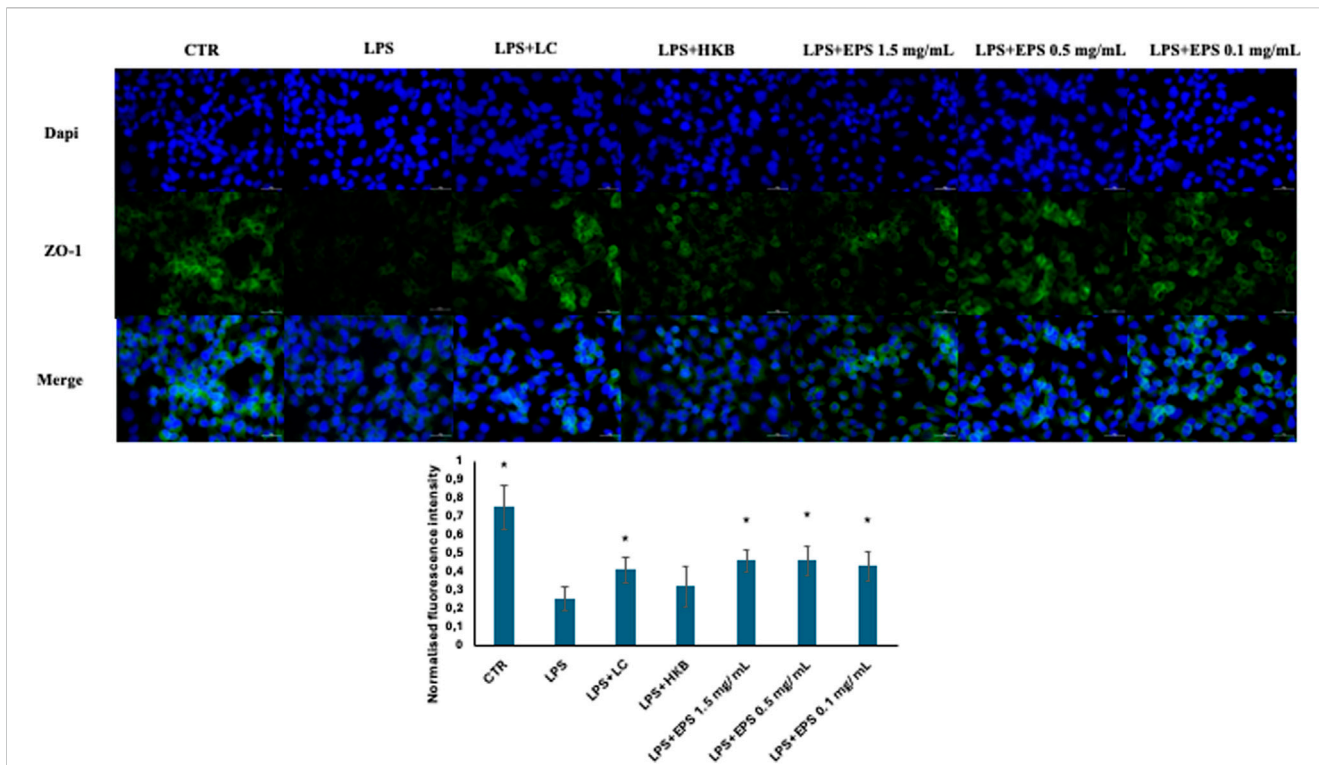 CTR LPS LPS+LC LPS+HKB LPS+EPS 1.5 mg/mL LPS+EPS 0.5 mg/mL LPS+EPS 0.1 mg/mL
Dapi
ZO-1
Merge
Normalised fluorescence intensity
1
0,9
0,8
0,7
0,6
0,5
0,4
0,3
0,2
0,1
0
* * * * *
CTR
LPS
LPS+LC
LPS+HKB
LPS+EPS 1.5 mg/mL
LPS+EPS 0.5 mg/mL
LPS+EPS 0.1 mg/mL